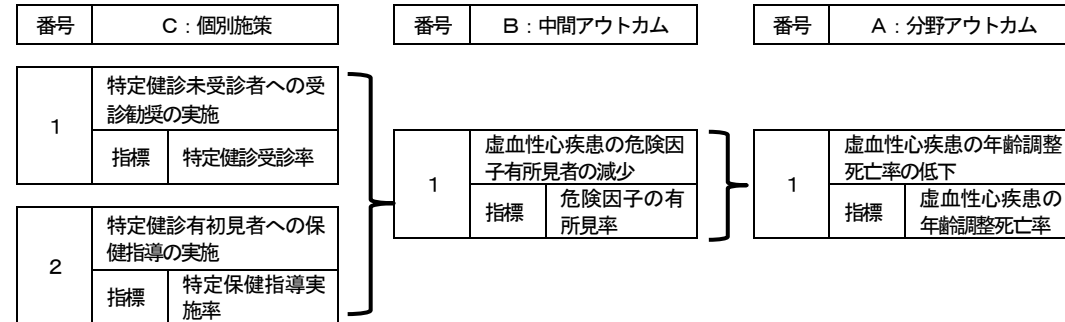 番号 C：個別施策 番号 B：中間アウトカム 番号 A：分野アウトカム
1
特定健診未受診者への受
診勧奨の実施
指標 特定健診受診率
2
特定健診有初見者への保
健指導の実施
指標
特定保健指導実
施率
1
虚血性心疾患の危険因
子有所見者の減少
指標
危険因子の有
所見率
1
虚血性心疾患の年齢調整
死亡率の低下
指標
虚血性心疾患の
年齢調整死亡率